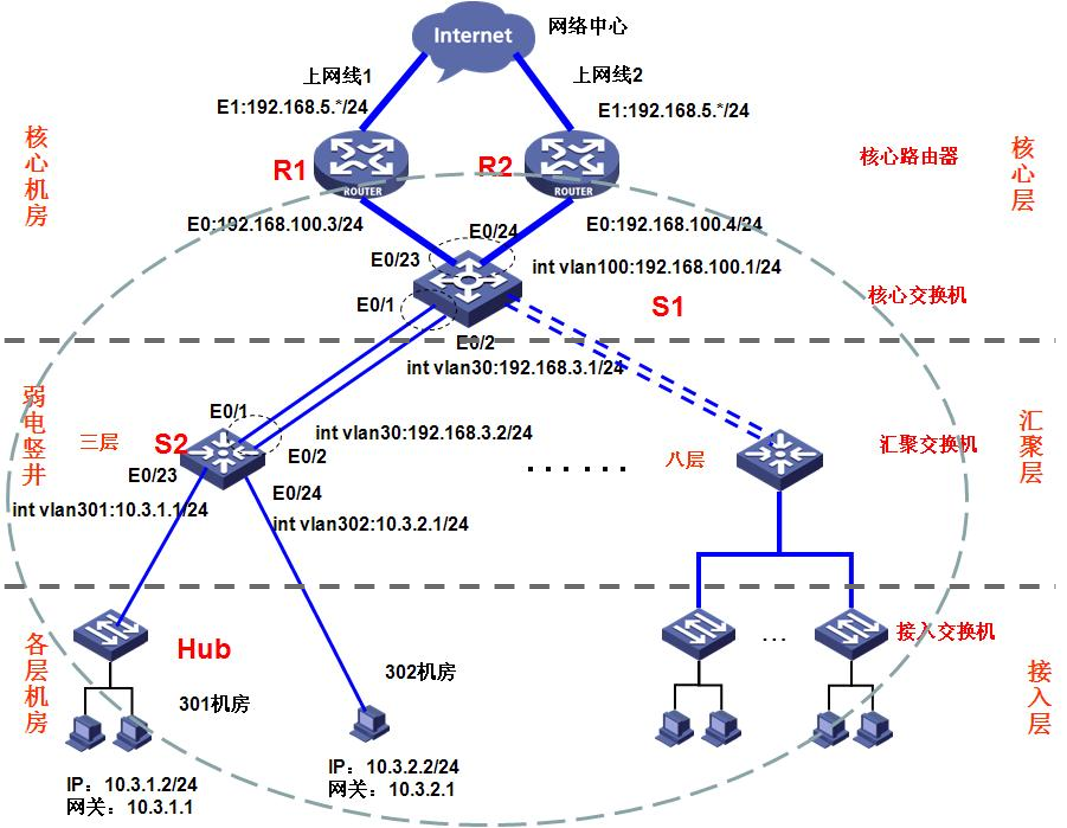 网络中心
Internet
上网线1
上网线2
E1:192.168.5.*/24
E1:192.168.5.*/24
核心机房
核心层
核心路由器
R1
R2
ROUTER
ROUTER
E0:192.168.100.3/24
E0/24
E0:192.168.100.4/24
E0/23
int vlan100:192.168.100.1/24
E0/1
S1
核心交换机
E0/2
int vlan30:192.168.3.1/24
弱电竖井
汇聚层
E0/1
三层
S2
int vlan30:192.168.3.2/24
E0/2
......
八层
汇聚交换机
E0/23
E0/24
int vlan301:10.3.1.1/24
int vlan302:10.3.2.1/24
各层机房
接入层
Hub
...
接入交换机
302机房
301机房
IP：10.3.1.2/24
网关：10.3.1.1
IP：10.3.2.2/24
网关：10.3.2.1